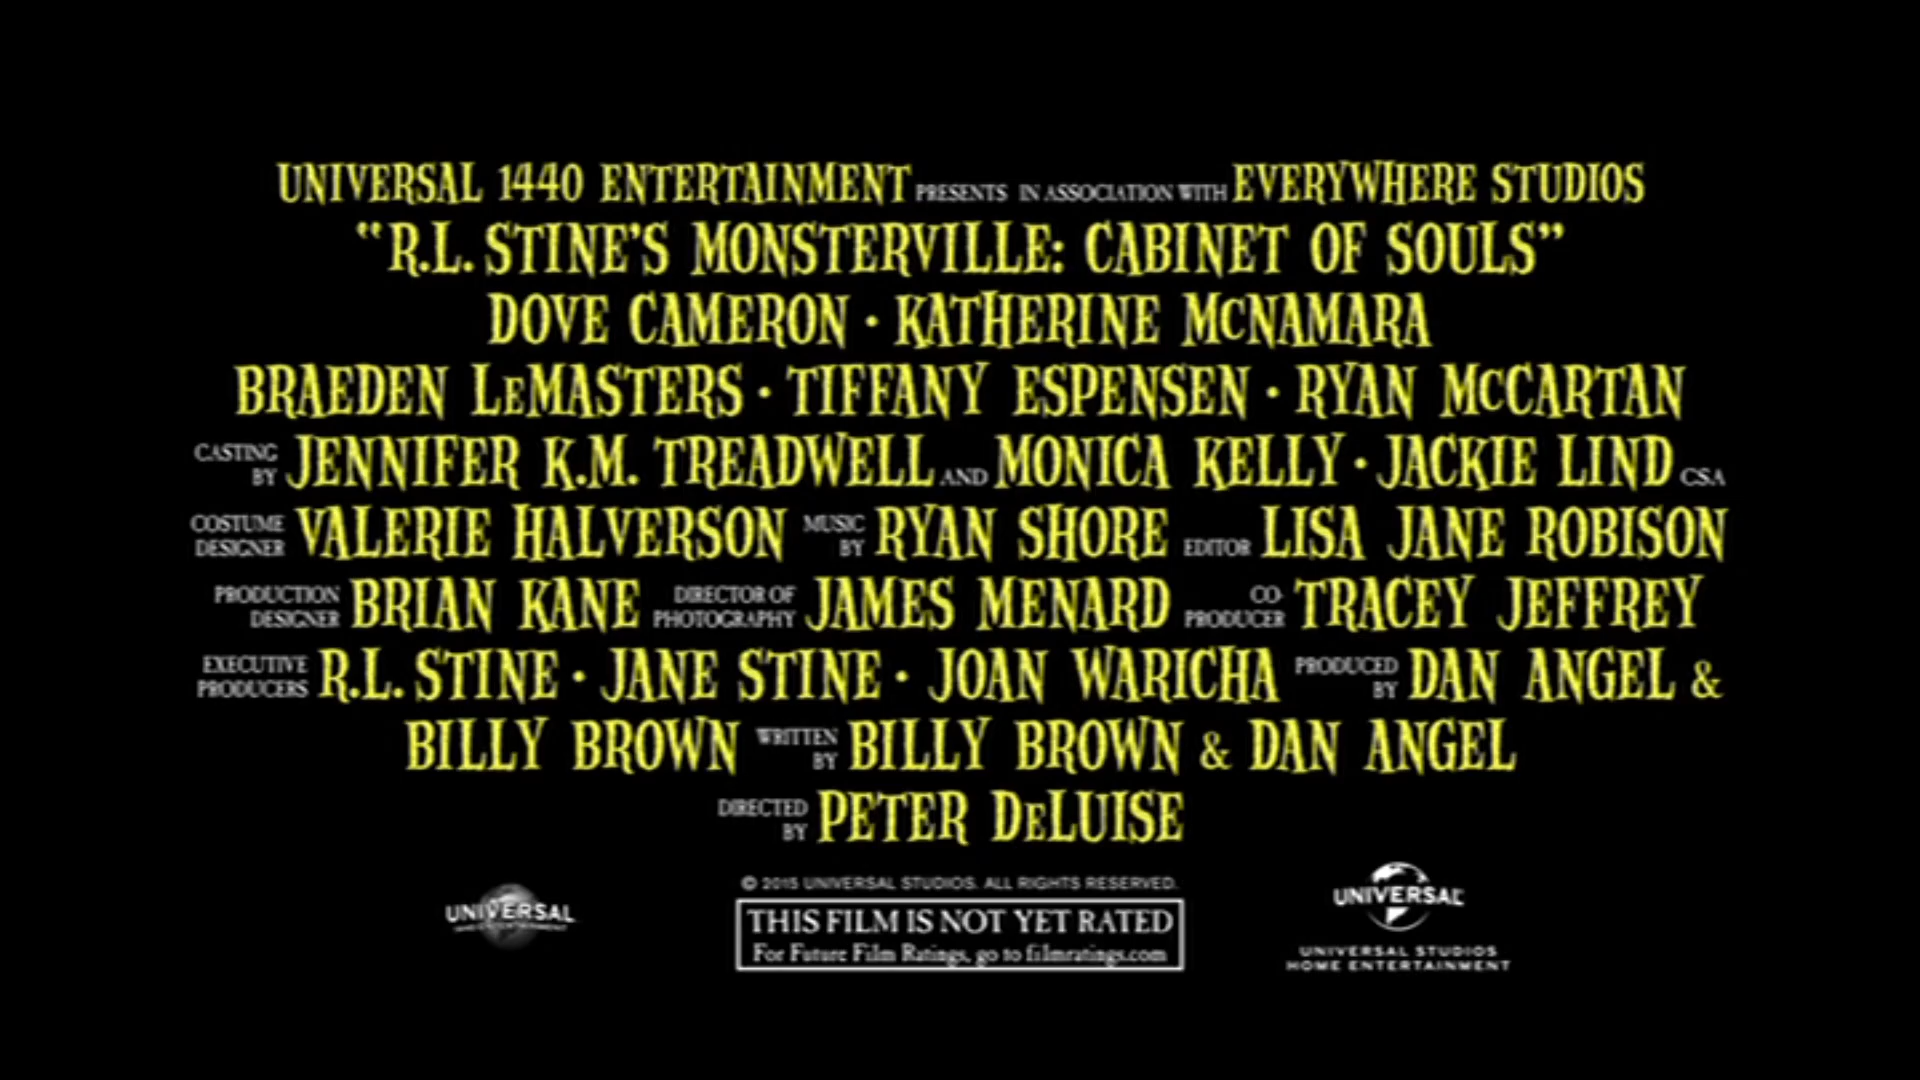 UNIVERSAL 1440 ENTERTAINMENT PRESENTS IN ASSOCIATION WITH EVERYWHERE STUDIOS
"R.L. STINE'S MONSTERVILLE: CABINET OF SOULS"
DOVE CAMERON · KATHERINE McNAMARA
BRAEDEN LeMASTERS · TIFFANY ESPENSEN · RYAN McCARTAN
CASTING BY JENNIFER K.M. TREADWELL AND MONICA KELLY · JACKIE LIND CSA
COSTUME DESIGNER VALERIE HALVERSON MUSIC BY RYAN SHORE EDITOR LISA JANE ROBISON
PRODUCTION DESIGNER BRIAN KANE DIRECTOR OF PHOTOGRAPHY JAMES MENARD CO-PRODUCER TRACEY JEFFREY
EXECUTIVE PRODUCERS R.L. STINE · JANE STINE · JOAN WARICHA PRODUCED BY DAN ANGEL &
BILLY BROWN WRITTEN BY BILLY BROWN & DAN ANGEL
DIRECTED BY PETER DeLUISE
© 2015 UNIVERSAL STUDIOS. ALL RIGHTS RESERVED.
UNIVERSAL
THIS FILM IS NOT YET RATED
For Future Film Ratings, go to filmratings.com
UNIVERSAL
UNIVERSAL STUDIOS
HOME ENTERTAINMENT